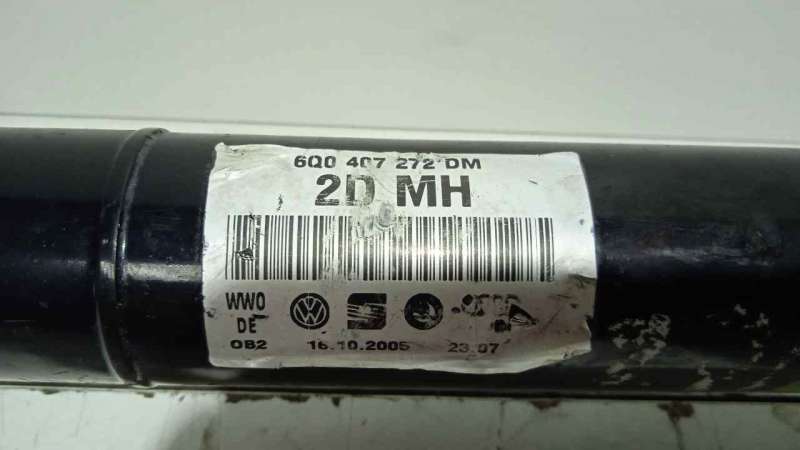 6Q0 407 272 DM
2D MH
WWO
DE
OB2 16.10.2005 23:07